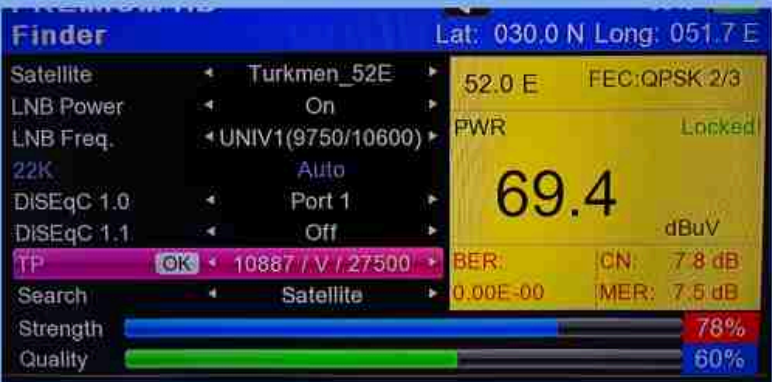 Finder
Lat: 030.0 N Long: 051.7 E
Satellite Turkmen_52E
LNB Power On
LNB Freq. UNIV1(9750/10600)
22K Auto
DiSEqC 1.0 Port 1
DiSEqC 1.1 Off
TP OK 10887 / V / 27500
Search Satellite
52.0 E FEC:QPSK 2/3
PWR Locked!
69.4
dBuV
BER: CN: 7.8 dB
0.00E-00 MER: 7.5 dB
Strength 78%
Quality 60%